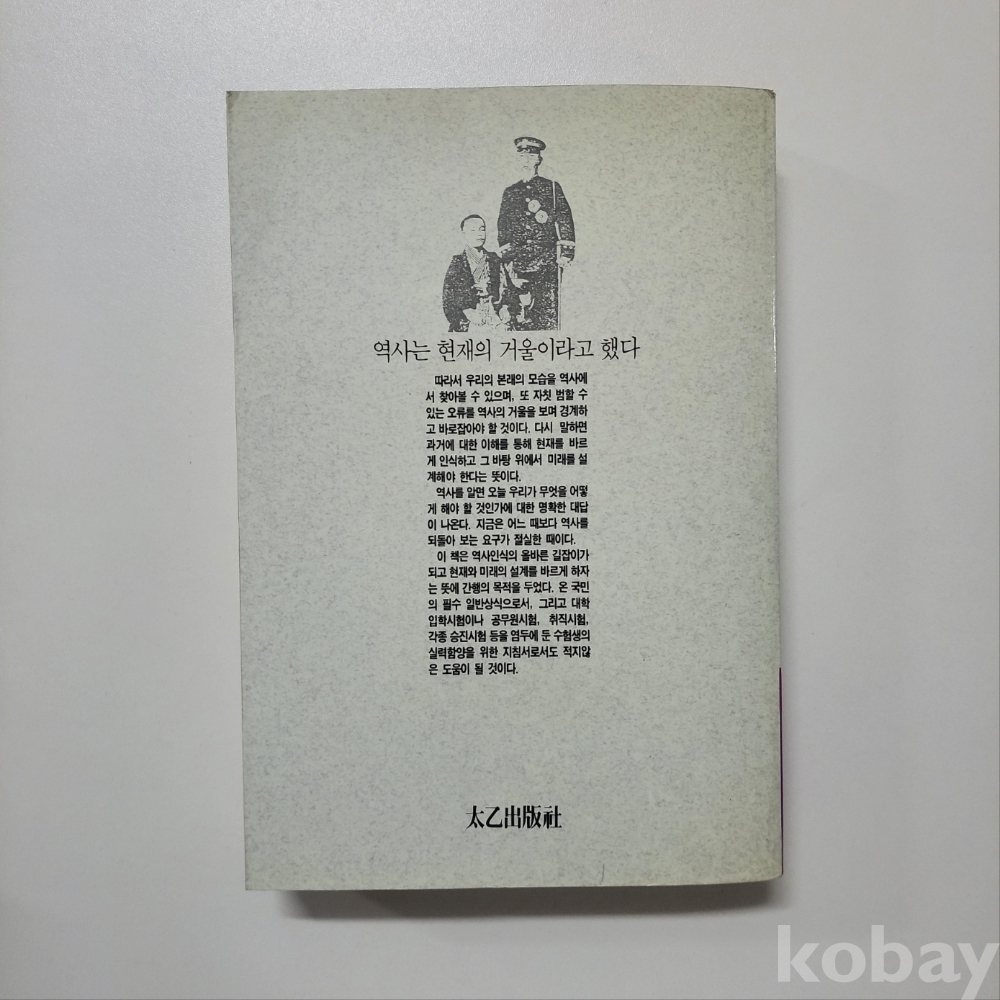 역사는 현재의 거울이라고 했다
따라서 우리의 본래의 모습을 역사에
서 찾아볼 수 있으며, 또 자칫 범할 수
있는 오류를 역사의 거울을 보며 경계하
고 바로잡아야 할 것이다. 다시 말하면
과거에 대한 이해를 통해 현재를 바르
게 인식하고 그 바탕 위에서 미래를 설
계해야 한다는 뜻이다.
역사를 알면 오늘 우리가 무엇을 어떻
게 해야 할 것인가에 대한 명확한 대답
이 나온다. 지금은 어느 때보다 역사를
되돌아 보는 요구가 절실한 때이다.
이 책은 역사인식의 올바른 길잡이가
되고 현재와 미래의 설계를 바르게 하자
는 뜻에 간행의 목적을 두었다. 온 국민
의 필수 일반상식으로서, 그리고 대학
입학시험이나 공무원시험, 취직시험,
각종 승진시험 등을 염두에 둔 수험생의
실력함양을 위한 지침서로서도 적지않
은 도움이 될 것이다.
太乙出版社
kobay